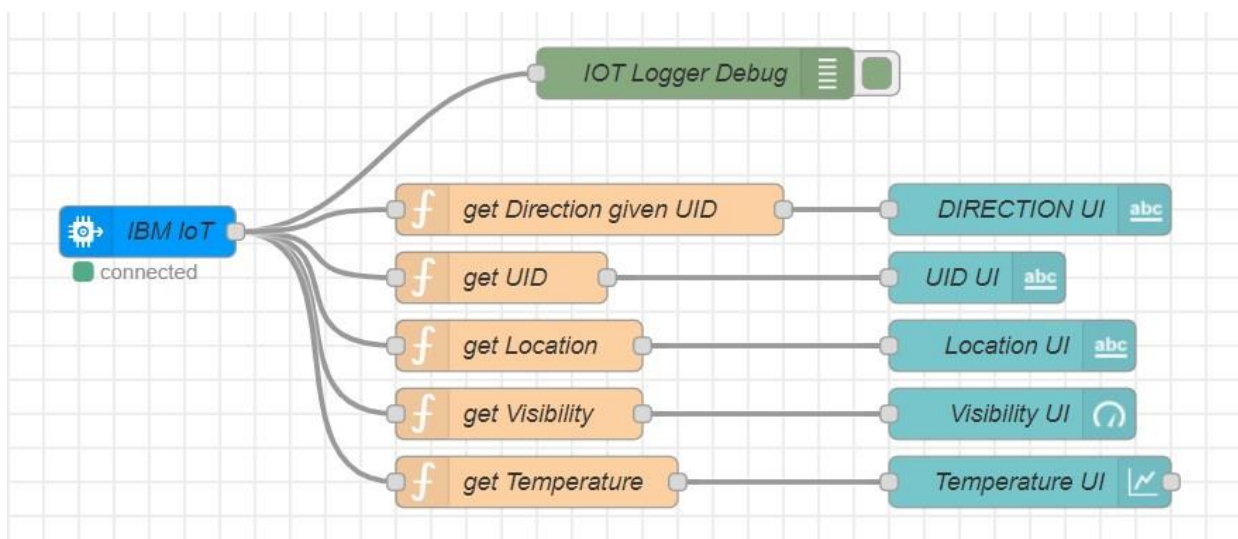 IOT Logger Debug
get Direction given UID
DIRECTION UI
abc
IBM IoT
connected
get UID
UID UI
abc
get Location
Location UI
abc
get Visibility
Visibility UI
get Temperature
Temperature UI